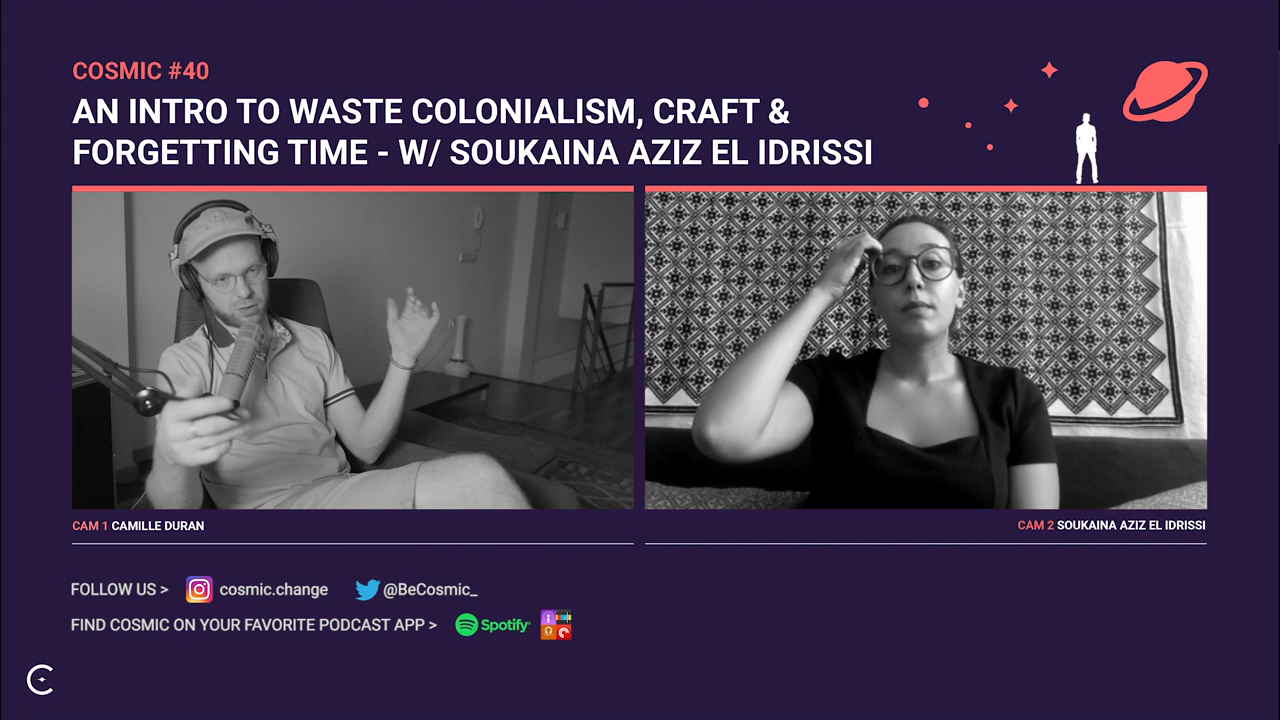 COSMIC #40
AN INTRO TO WASTE COLONIALISM, CRAFT &
FORGETTING TIME - W/ SOUKAINA AZIZ EL IDRISSI
CAM 1 CAMILLE DURAN
CAM 2 SOUKAINA AZIZ EL IDRISSI
FOLLOW US > cosmic.change @BeCosmic_
FIND COSMIC ON YOUR FAVORITE PODCAST APP > Spotify